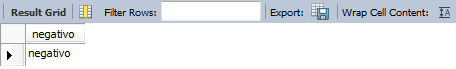 Result Grid Filter Rows: Export: Wrap Cell Content:
negativo
negativo